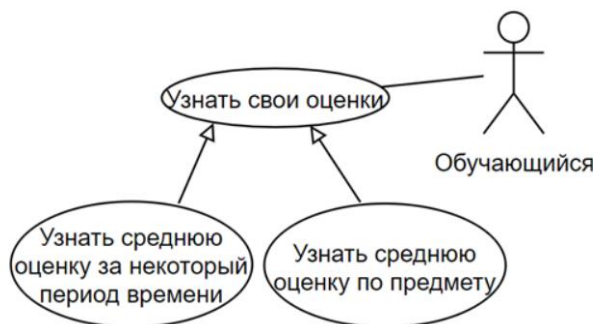 Узнать свои оценки
Обучающийся
Узнать среднюю
оценку за некоторый
период времени
Узнать среднюю
оценку по предмету